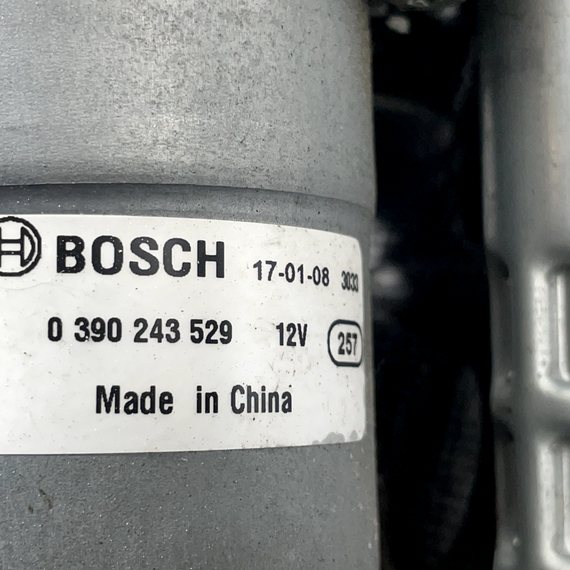 BOSCH 17-01-08 3033
0 390 243 529 12V 257
Made in China